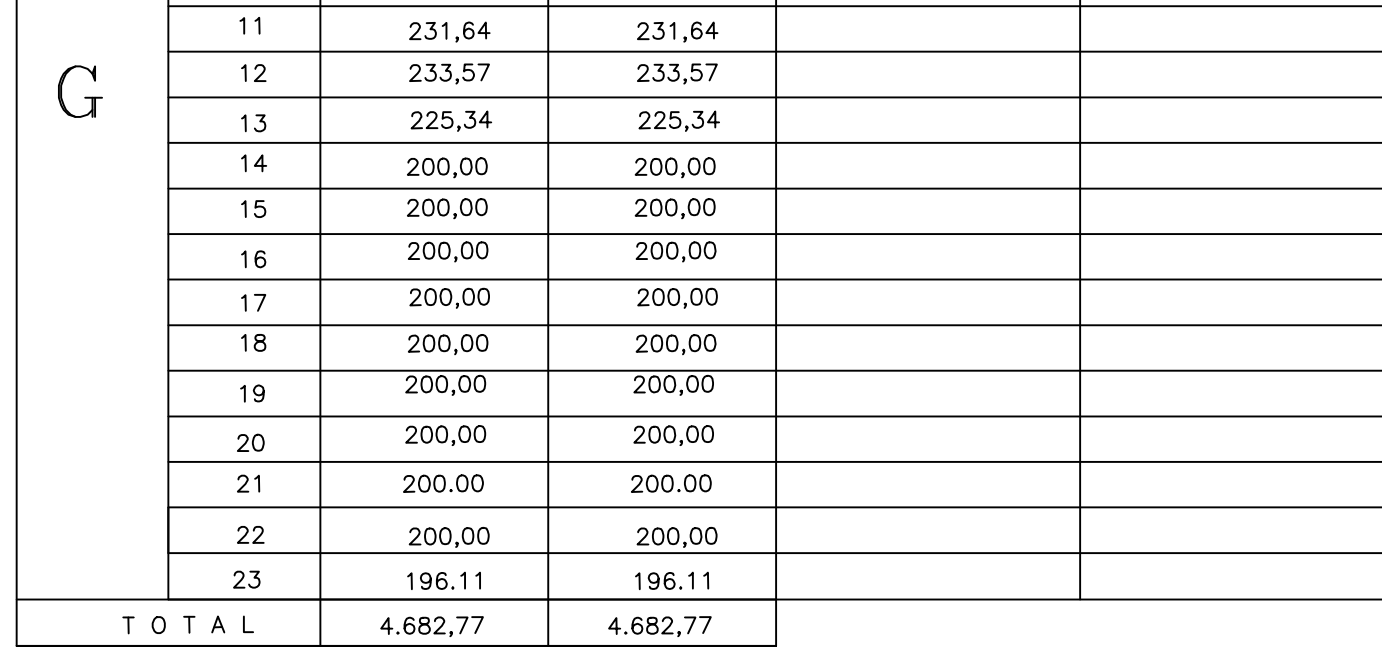 11 231,64 231,64
G
12 233,57 233,57
13 225,34 225,34
14 200,00 200,00
15 200,00 200,00
16 200,00 200,00
17 200,00 200,00
18 200,00 200,00
19 200,00 200,00
20 200,00 200,00
21 200.00 200.00
22 200,00 200,00
23 196.11 196.11
TOTAL 4.682,77 4.682,77